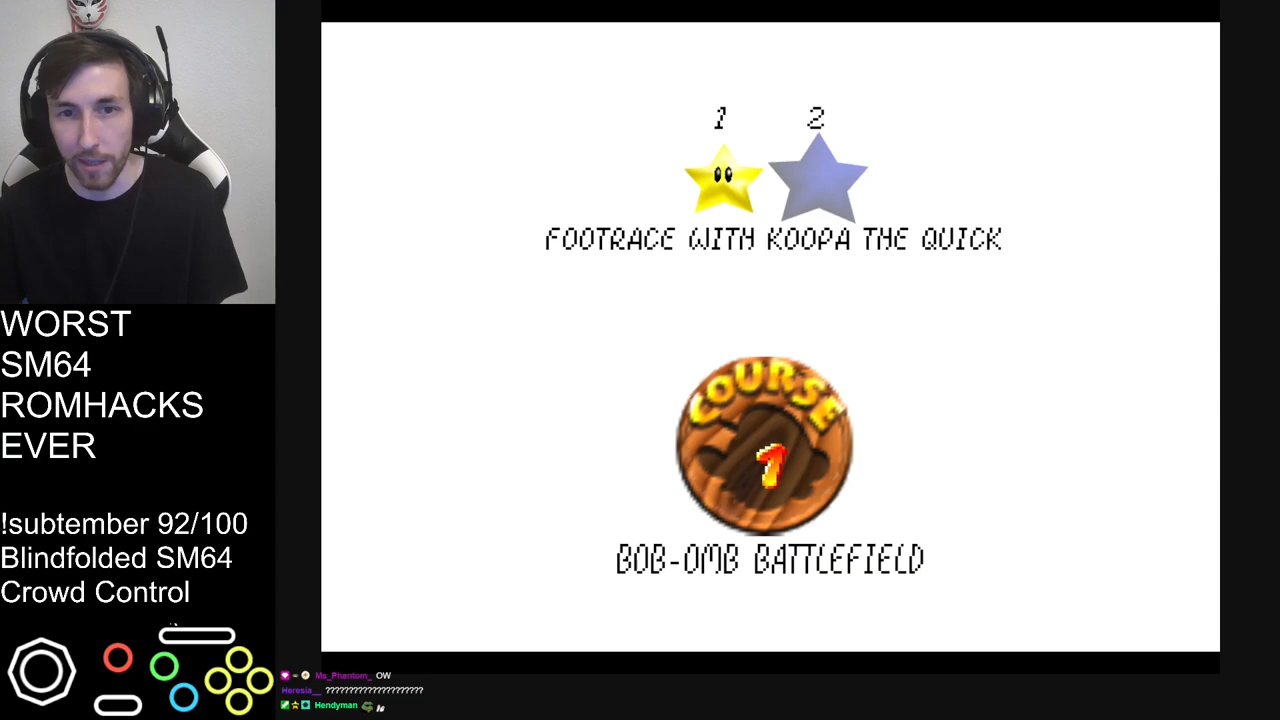 1 2
FOOTRACE WITH KOOPA THE QUICK
COURSE
1
BOB-OMB BATTLEFIELD
WORST
SM64
ROMHACKS
EVER
!subtember 92/100
Blindfolded SM64
Crowd Control
Ms_Phantom_ OW
Heresia__ ?????????????????????
Hendyman